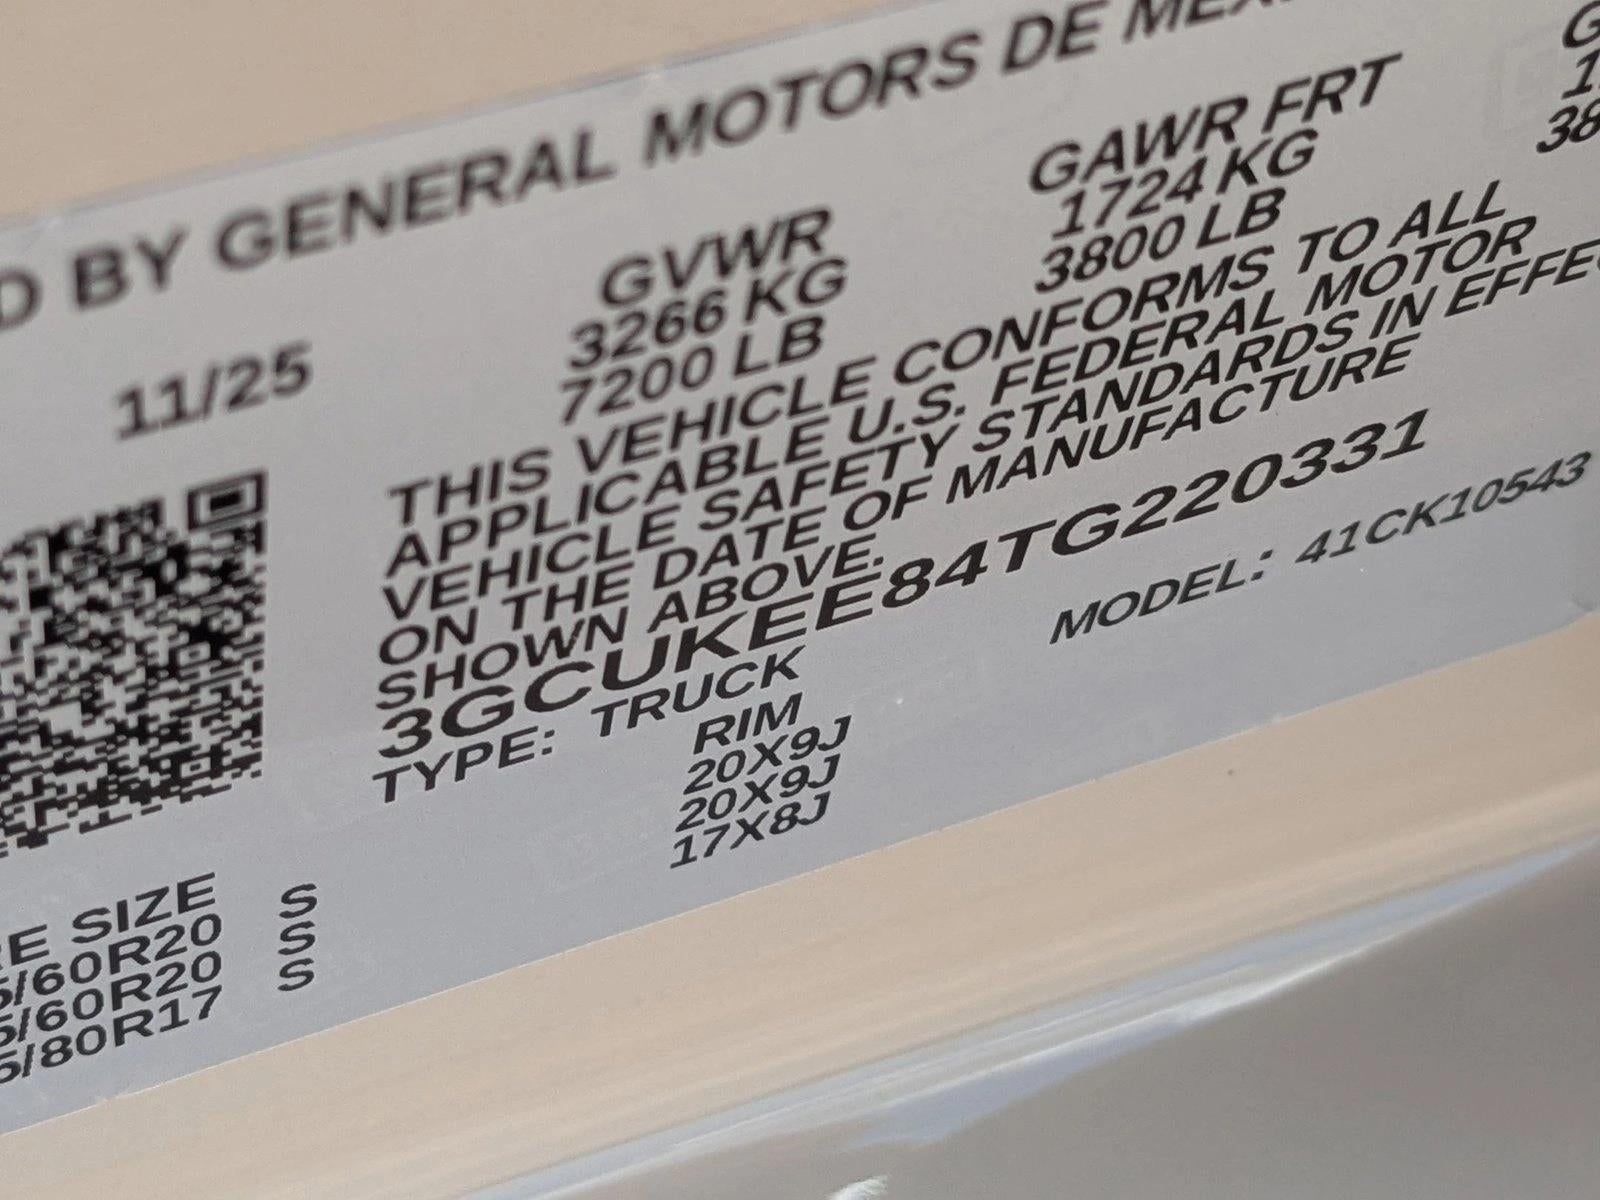 BY GENERAL MOTORS DE
11/25
GVWR
3266 KG
7200 LB
GAWR FRT
1724 KG
3800 LB
THIS VEHICLE CONFORMS TO ALL
APPLICABLE U.S. FEDERAL MOTOR
VEHICLE SAFETY STANDARDS IN
ON THE DATE OF MANUFACTURE
SHOWN ABOVE.
3GCUKEE84TG220331
TYPE: TRUCK
MODEL: 41CK10543
RIM
20X9J
20X9J
17X8J
SIZE S
/60R20 S
/60R20 S
/80R17